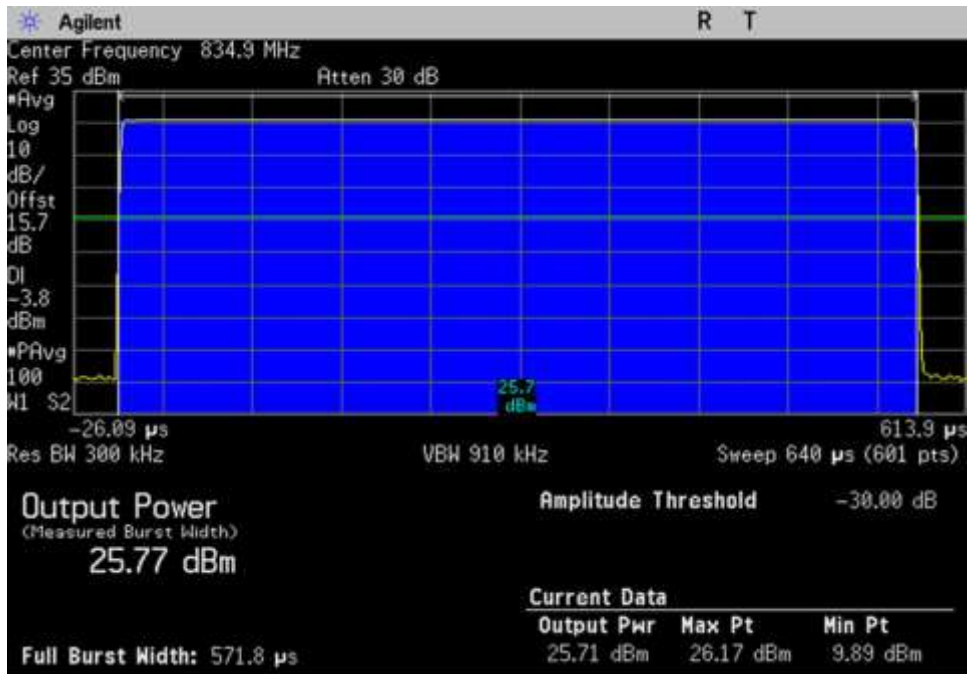 Agilent R T
Center Frequency 834.9 MHz
Ref 35 dBm Atten 30 dB
*Avg
Log
10
dB/
Offst
15.7
dB
DI
-3.8
dBm
*PAvg
100
W1 S2
25.7
dBm
-26.09 µs 613.9 µs
Res BW 300 kHz VBW 910 kHz Sweep 640 µs (601 pts)
Output Power Amplitude Threshold -30.00 dB
(Measured Burst Width)
25.77 dBm
Current Data
Output Pwr Max Pt Min Pt
Full Burst Width: 571.8 µs 25.71 dBm 26.17 dBm 9.89 dBm